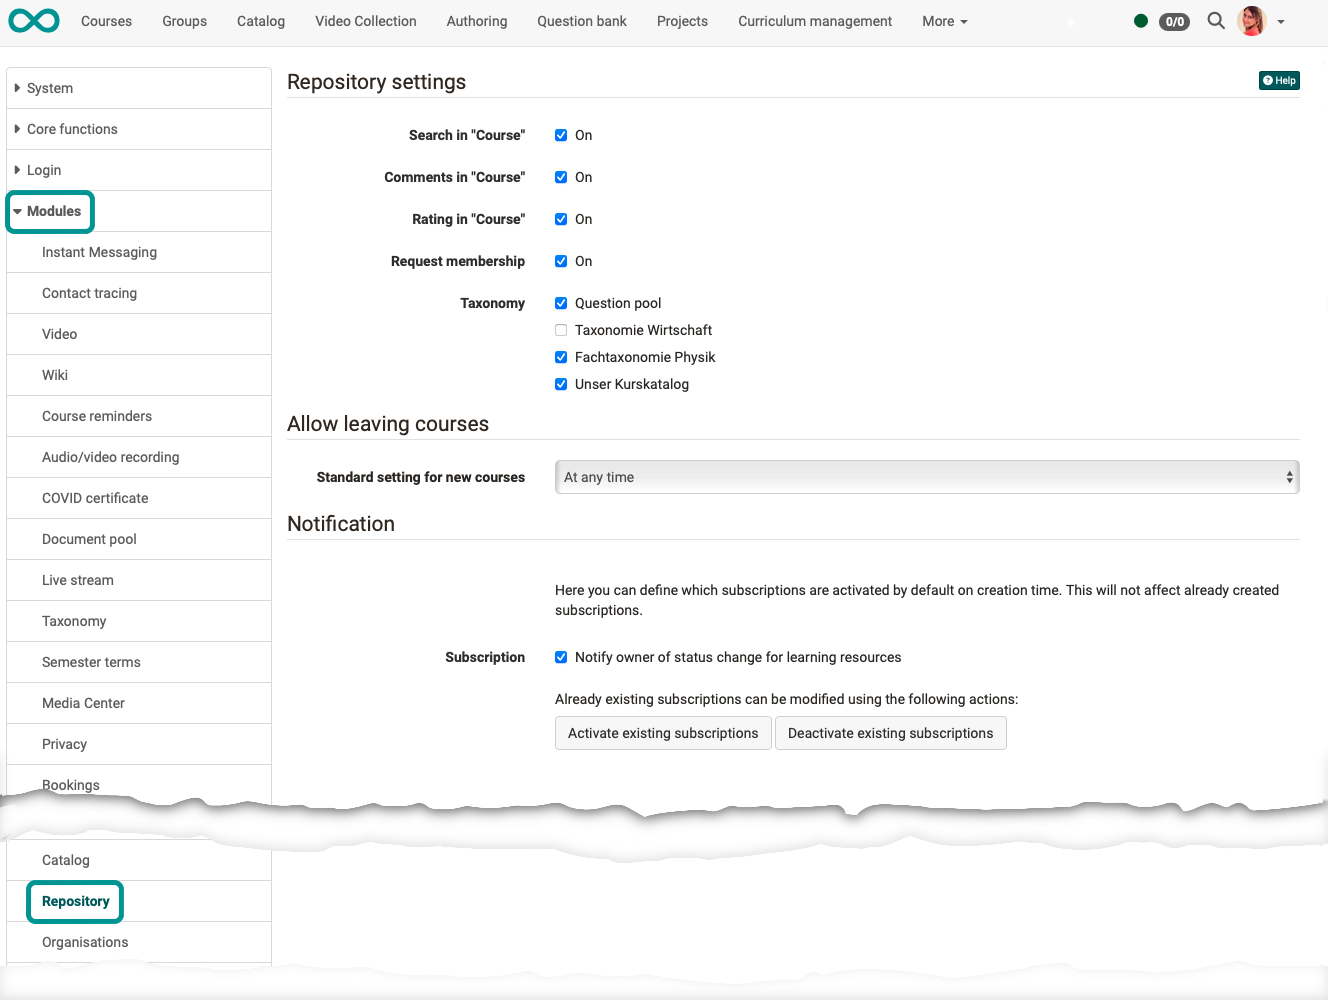 Courses Groups Catalog Video Collection Authoring Question bank Projects Curriculum management More 0/0
System
Core functions
Login
Modules
Instant Messaging
Contact tracing
Video
Wiki
Course reminders
Audio/video recording
COVID certificate
Document pool
Live stream
Taxonomy
Semester terms
Media Center
Privacy
Bookings
Catalog
Repository
Organisations
Repository settings
Help
Search in "Course" On
Comments in "Course" On
Rating in "Course" On
Request membership On
Taxonomy Question pool
Taxonomie Wirtschaft
Fachtaxonomie Physik
Unser Kurskatalog
Allow leaving courses
Standard setting for new courses At any time
Notification
Here you can define which subscriptions are activated by default on creation time. This will not affect already created
subscriptions.
Subscription Notify owner of status change for learning resources
Already existing subscriptions can be modified using the following actions:
Activate existing subscriptions Deactivate existing subscriptions